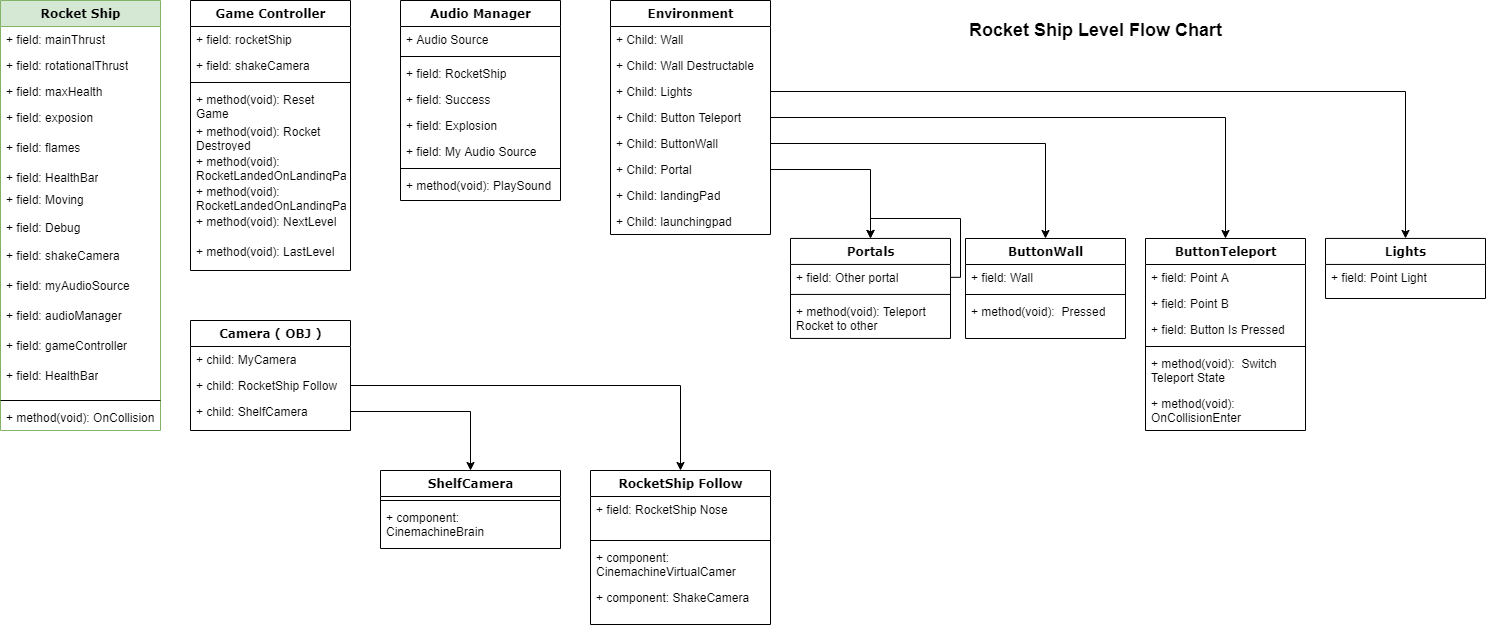 Rocket Ship
+ field: mainThrust
+ field: rotationalThrust
+ field: maxHealth
+ field: exposion
+ field: flames
+ field: HealthBar
+ field: Moving
+ field: Debug
+ field: shakeCamera
+ field: myAudioSource
+ field: audioManager
+ field: gameController
+ field: HealthBar
+ method(void): OnCollision
Game Controller
+ field: rocketShip
+ field: shakeCamera
+ method(void): Reset
Game
+ method(void): Rocket
Destroyed
+ method(void):
RocketLandedOnLandingPa
+ method(void):
RocketLandedOnLandingPa
+ method(void): NextLevel
+ method(void): LastLevel
Audio Manager
+ Audio Source
+ field: RocketShip
+ field: Success
+ field: Explosion
+ field: My Audio Source
+ method(void): PlaySound
Environment
+ Child: Wall
+ Child: Wall Destructable
+ Child: Lights
+ Child: Button Teleport
+ Child: ButtonWall
+ Child: Portal
+ Child: landingPad
+ Child: launchingpad
Rocket Ship Level Flow Chart
Portals
+ field: Other portal
+ method(void): Teleport
Rocket to other
ButtonWall
+ field: Wall
+ method(void): Pressed
ButtonTeleport
+ field: Point A
+ field: Point B
+ field: Button Is Pressed
+ method(void): Switch
Teleport State
+ method(void):
OnCollisionEnter
Lights
+ field: Point Light
Camera ( OBJ )
+ child: MyCamera
+ child: RocketShip Follow
+ child: ShelfCamera
ShelfCamera
+ component:
CinemachineBrain
RocketShip Follow
+ field: RocketShip Nose
+ component:
CinemachineVirtualCamer
+ component: ShakeCamera